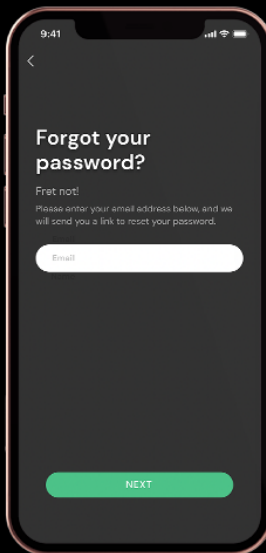 9:41
Forgot your
password?
Fret not!
Please enter your email address below, and we
will send you a link to reset your password.
Email
NEXT